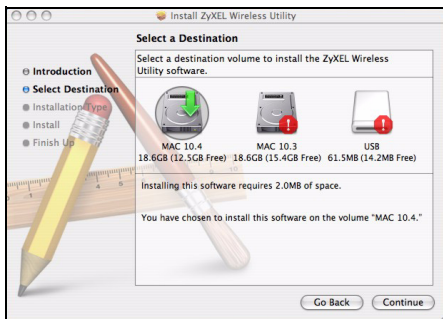 Install ZyXEL Wireless Utility
Select a Destination
Introduction
Select Destination
Installation Type
Install
Finish Up
Select a destination volume to install the ZyXEL Wireless
Utility software.
MAC 10.4
18.6GB (12.5GB Free)
MAC 10.3
18.6GB (15.4GB Free)
USB
61.5MB (14.2MB Free)
Installing this software requires 2.0MB of space.
You have chosen to install this software on the volume “MAC 10.4.”
Go Back
Continue